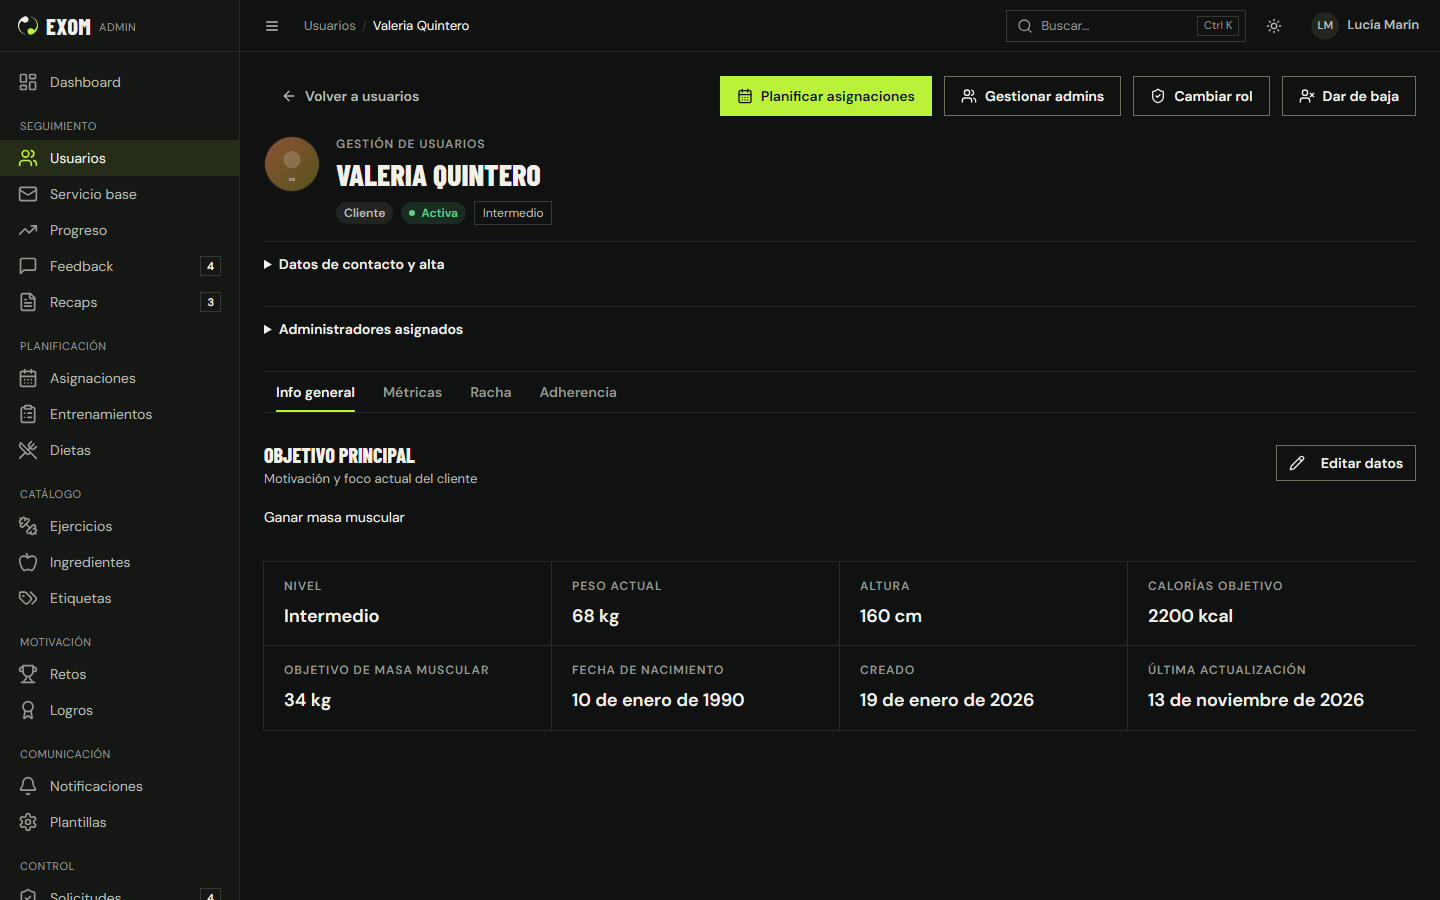 EXOM ADMIN
Usuarios / Valeria Quintero
Buscar...
Ctrl K
LM
Lucía Marín
Dashboard
SEGUIMIENTO
Usuarios
Servicio base
Progreso
Feedback 4
Recaps 3
PLANIFICACIÓN
Asignaciones
Entrenamientos
Dietas
CATÁLOGO
Ejercicios
Ingredientes
Etiquetas
MOTIVACIÓN
Retos
Logros
COMUNICACIÓN
Notificaciones
Plantillas
CONTROL
Solicitudes 4
Volver a usuarios
Planificar asignaciones
Gestionar admins
Cambiar rol
Dar de baja
GESTIÓN DE USUARIOS
VALERIA QUINTERO
Cliente
Activa
Intermedio
Datos de contacto y alta
Administradores asignados
Info general
Métricas
Racha
Adherencia
OBJETIVO PRINCIPAL
Motivación y foco actual del cliente
Editar datos
Ganar masa muscular
NIVEL
Intermedio
PESO ACTUAL
68 kg
ALTURA
160 cm
CALORÍAS OBJETIVO
2200 kcal
OBJETIVO DE MASA MUSCULAR
34 kg
FECHA DE NACIMIENTO
10 de enero de 1990
CREADO
19 de enero de 2026
ÚLTIMA ACTUALIZACIÓN
13 de noviembre de 2026